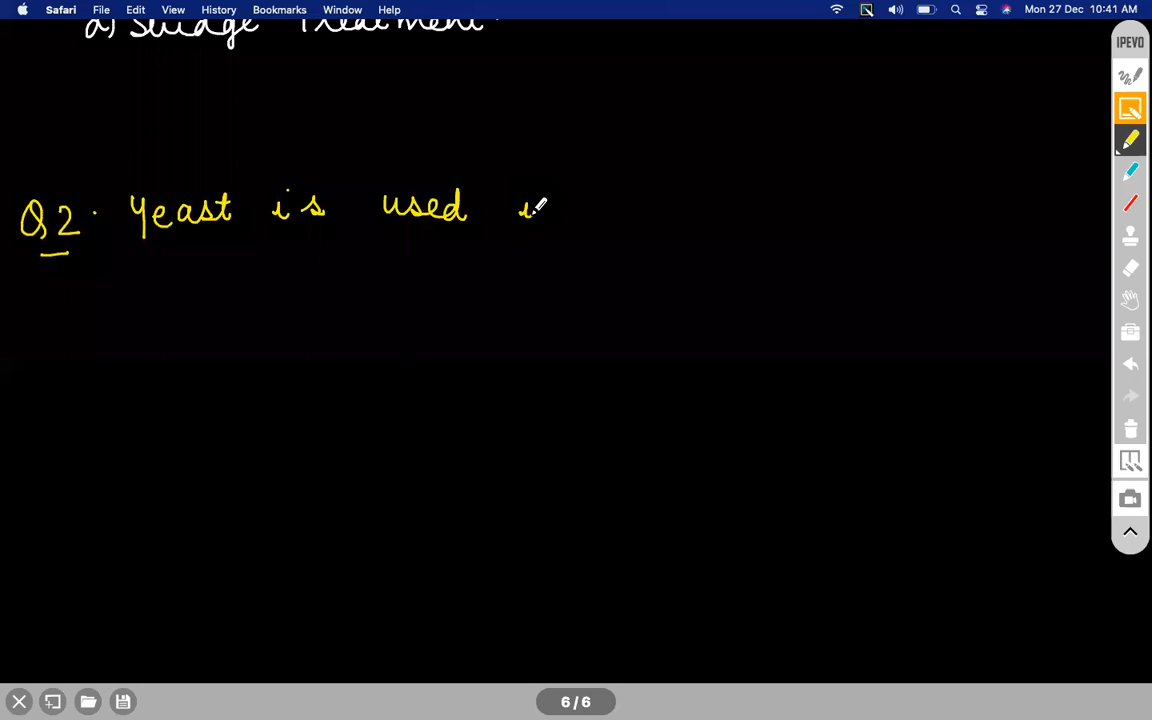 Safari File Edit View History Bookmarks Window Help Mon 27 Dec 10:41 AM
d) Sludge Treatment
IPEVO
Q2. Yeast is used i
6/6